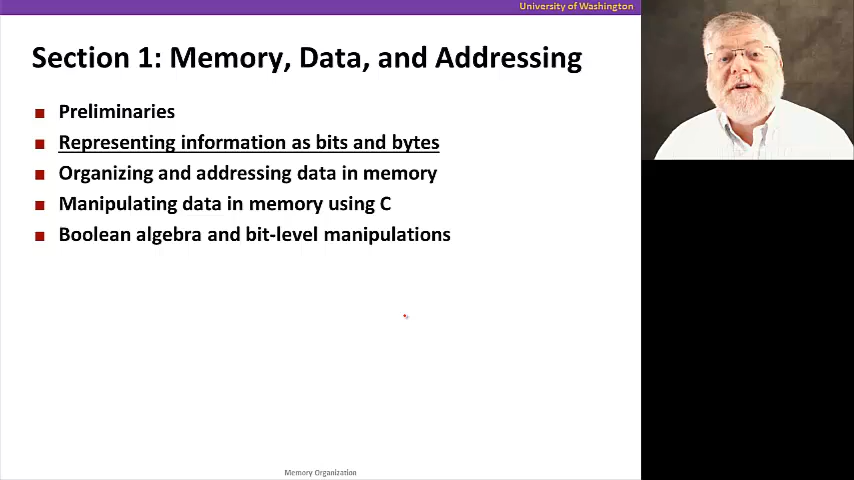 University of Washington
Section 1: Memory, Data, and Addressing
Preliminaries
Representing information as bits and bytes
Organizing and addressing data in memory
Manipulating data in memory using C
Boolean algebra and bit-level manipulations
Memory Organization